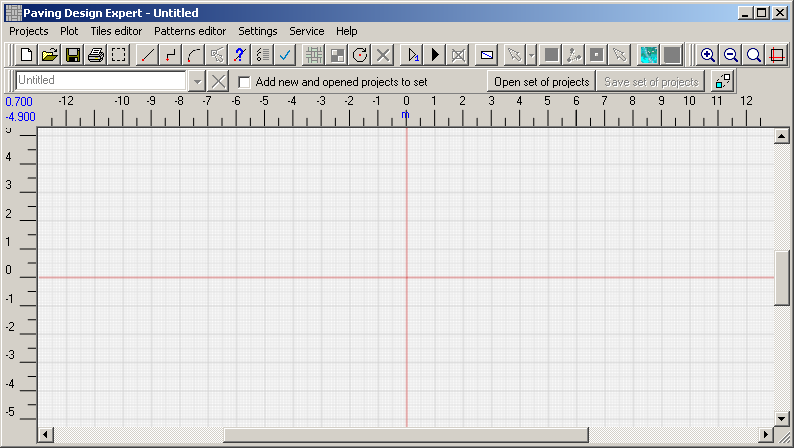 Paving Design Expert - Untitled
Projects Plot Tiles editor Patterns editor Settings Service Help
Untitled Add new and opened projects to set Open set of projects Save set of projects
0.700 -12 -10 -9 -8 -7 -6 -5 -4 -3 -2 -1 0 1 2 3 4 5 6 7 8 9 10 11 12
-4.900 m
5
4
3
2
1
0
-1
-2
-3
-4
-5